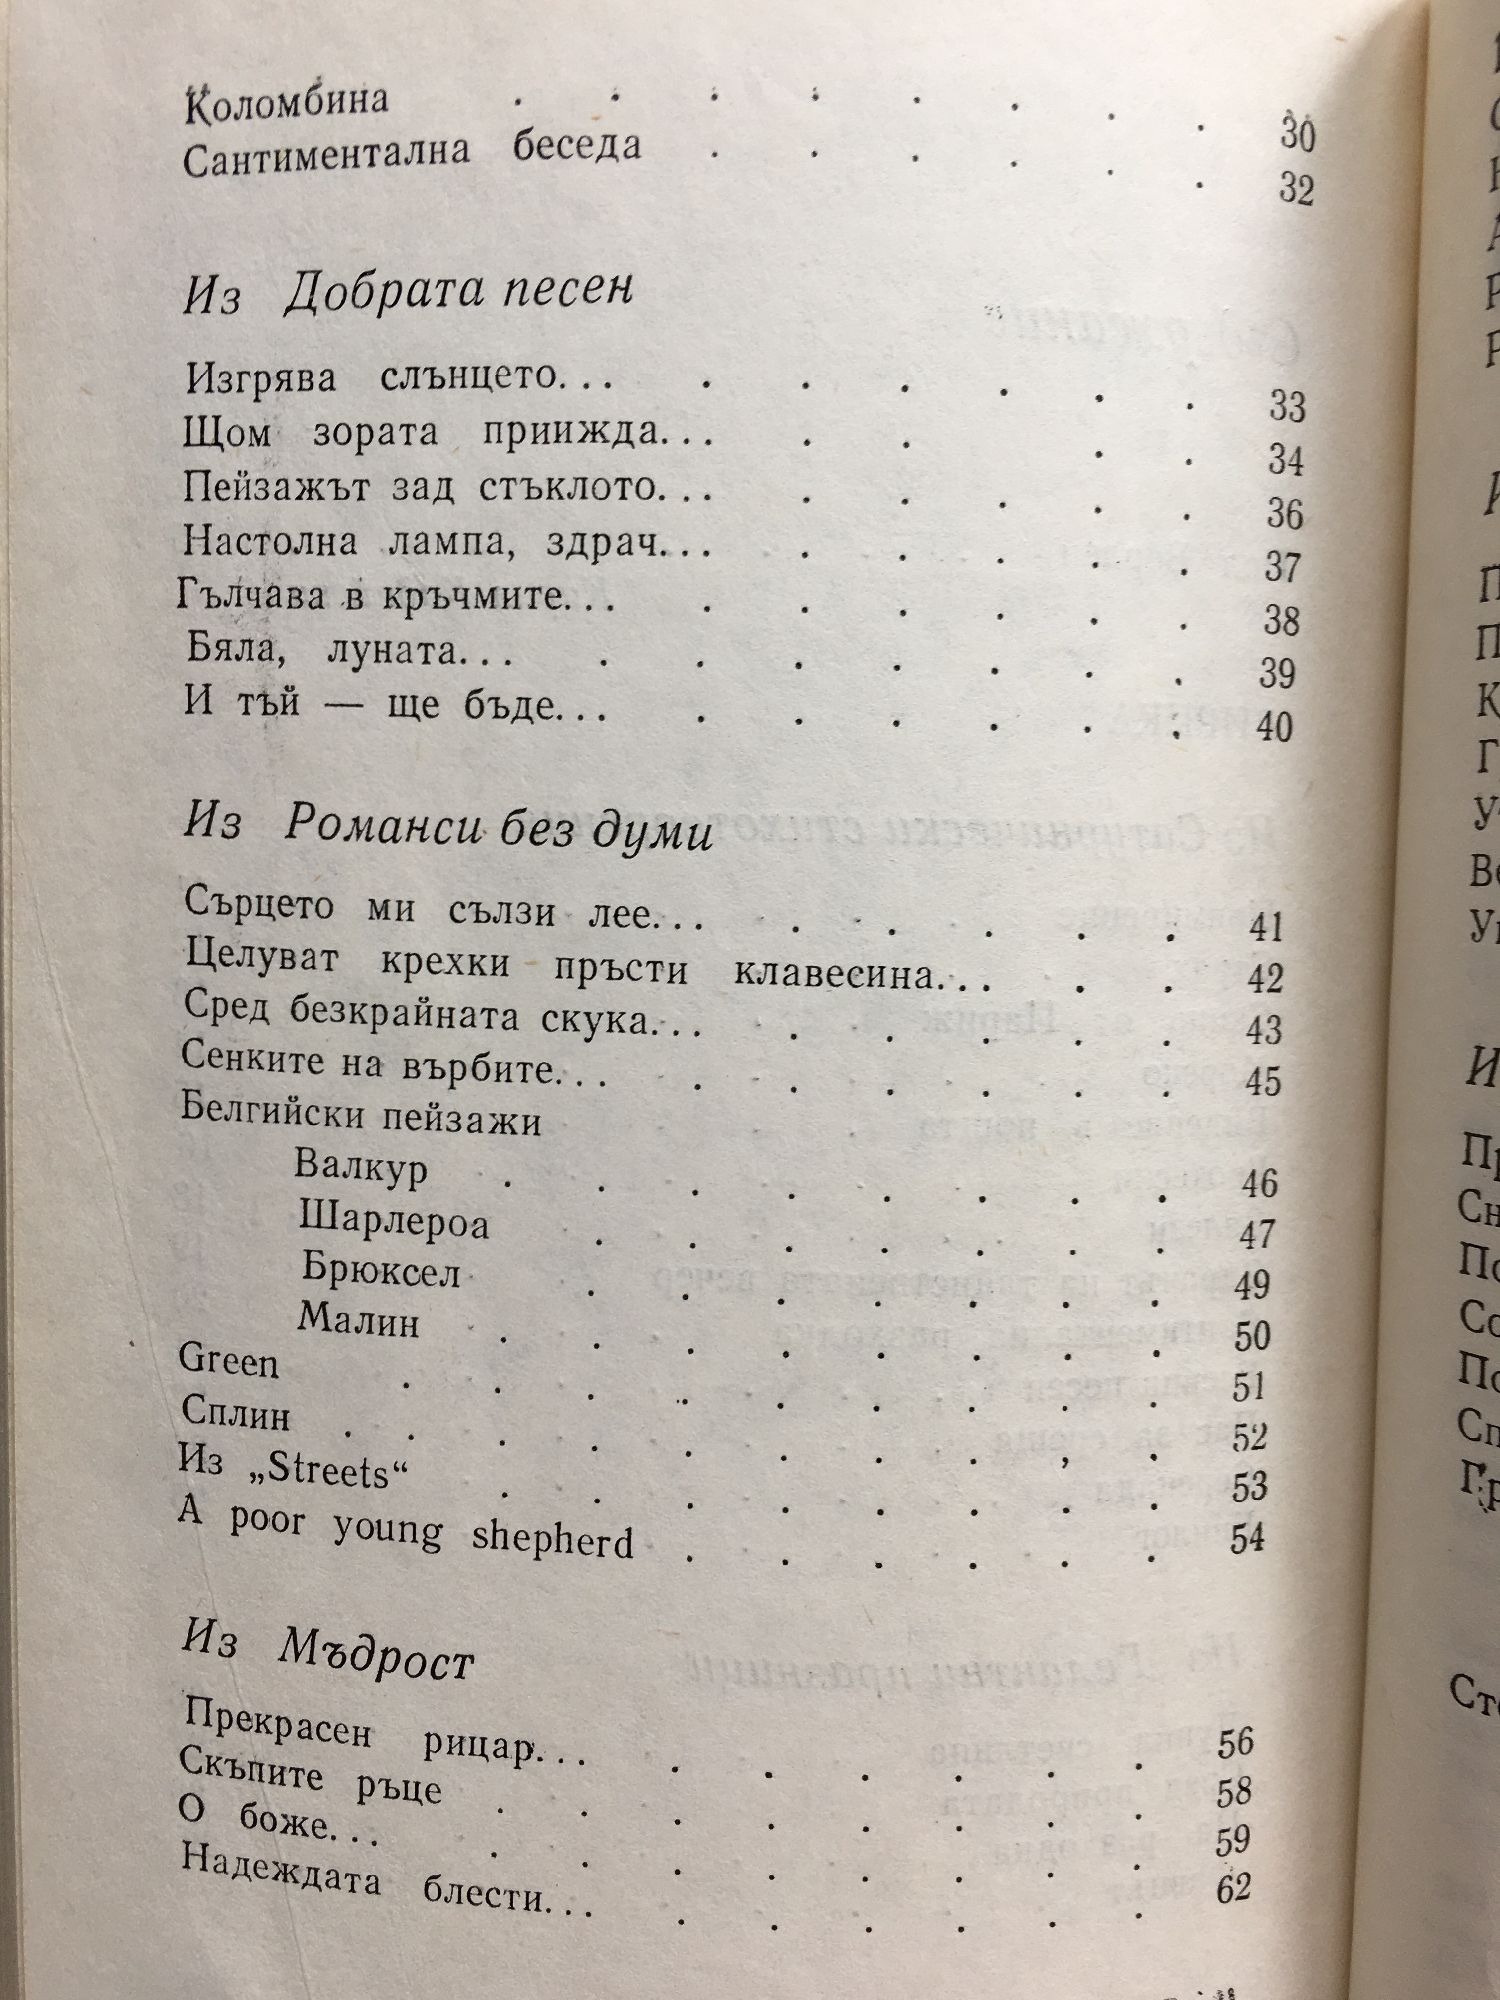 Коломбина . . . . . . . . 30
Сантиментална беседа . . . . . . 32
Из Добрата песен
Изгрява слънцето... . . . . . . 33
Щом зората приижда... . . . . 34
Пейзажът зад стъклото... . . . . . 36
Настолна лампа, здрач... . . . . . 37
Гълчава в кръчмите... . . . . . . 38
Бяла, луната... . . . . . . . 39
И тъй — ще бъде... . . . . . . 40
Из Романси без думи
Сърцето ми сълзи лее... . . . . . 41
Целуват крехки пръсти клавесина... . . 42
Сред безкрайната скука... . . . . . 43
Сенките на върбите... . . . . . . 45
Белгийски пейзажи
Валкур . . . . . . . . 46
Шарлероа . . . . . . . 47
Брюксел . . . . . . . 49
Малин . . . . . . . . 50
Green . . . . . . . . . 51
Сплин . . . . . . . . . . 52
Из „Streets“ . . . . . . . . 53
A poor young shepherd . . . . . . 54
Из Мъдрост
Прекрасен рицар... . . . . . . 56
Скъпите ръце . . . . . . . . 58
О боже... . . . . . . . . 59
Надеждата блести... . . . . . . 62